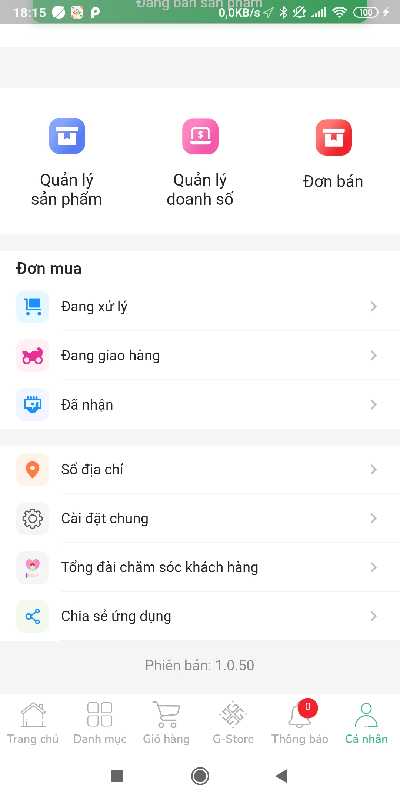 Đăng bán sản phẩm
18:15 0,0KB/s 100
Quản lý
sản phẩm
Quản lý
doanh số
Đơn bán
Đơn mua
Đang xử lý
Đang giao hàng
Đã nhận
Sổ địa chỉ
Cài đặt chung
Tổng đài chăm sóc khách hàng
Chia sẻ ứng dụng
Phiên bản: 1.0.50
0
Trang chủ
Danh mục
Giỏ hàng
G-Store
Thông báo
Cá nhân